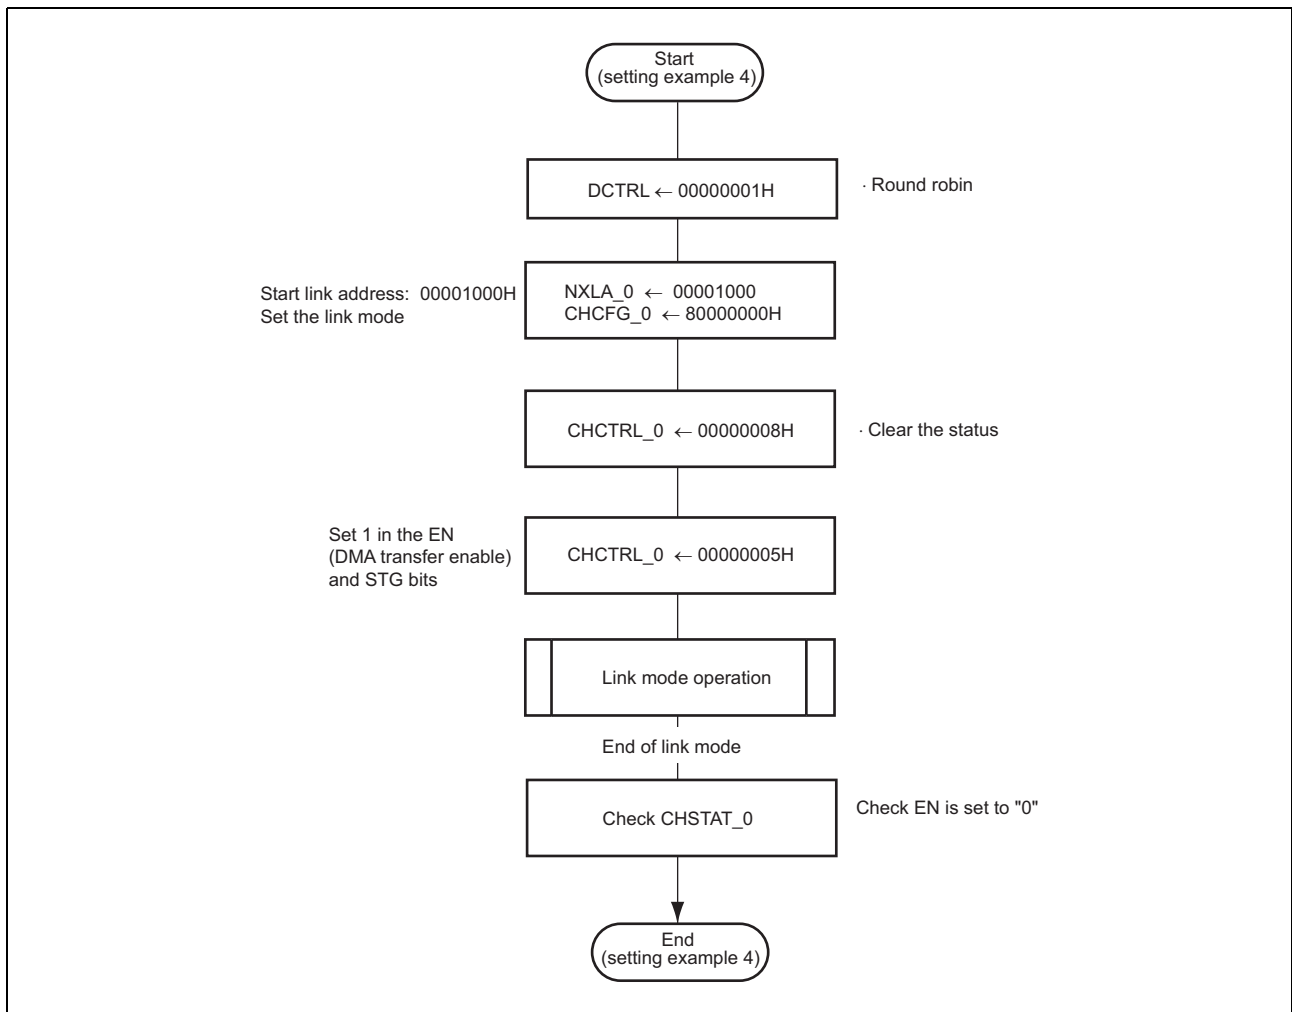 Start
(setting example 4)
DCTRL ← 00000001H
· Round robin
Start link address: 00001000H
Set the link mode
NXLA_0 ← 00001000
CHCFG_0 ← 80000000H
CHCTRL_0 ← 00000008H
· Clear the status
Set 1 in the EN
(DMA transfer enable)
and STG bits
CHCTRL_0 ← 00000005H
Link mode operation
End of link mode
Check CHSTAT_0
Check EN is set to "0"
End
(setting example 4)